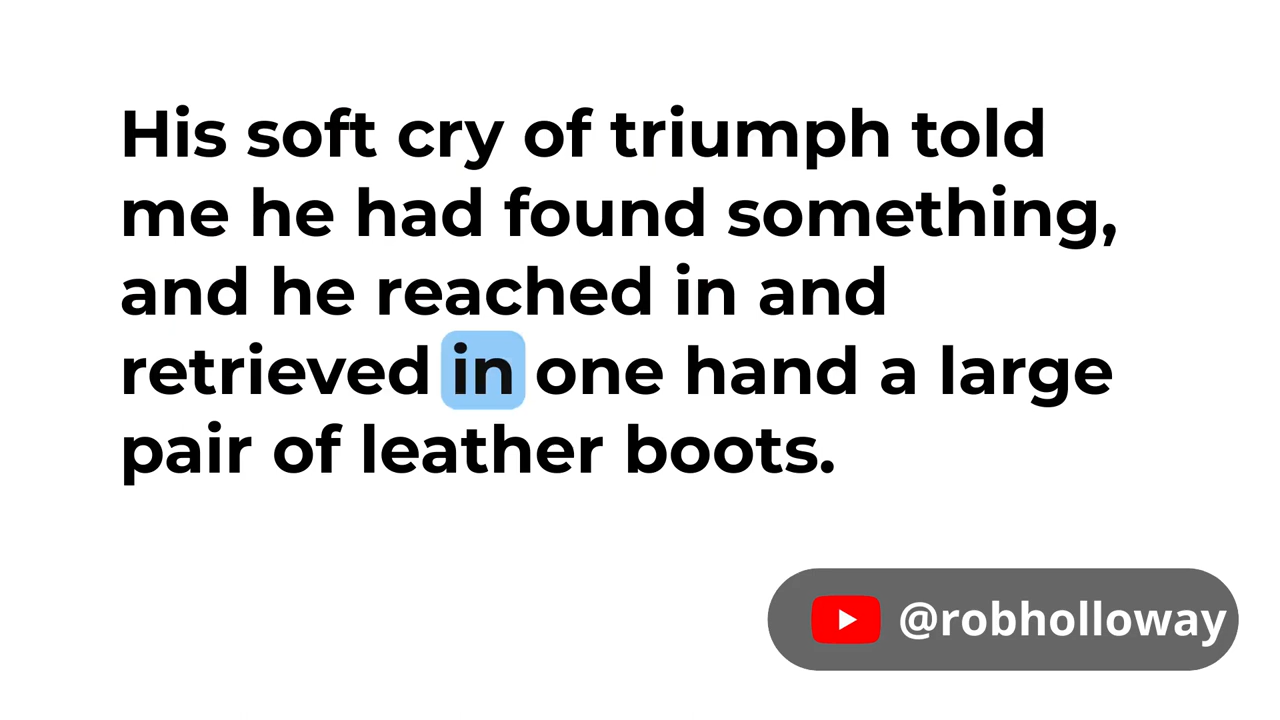 His soft cry of triumph told
me he had found something,
and he reached in and
retrieved in one hand a large
pair of leather boots.
@robholloway